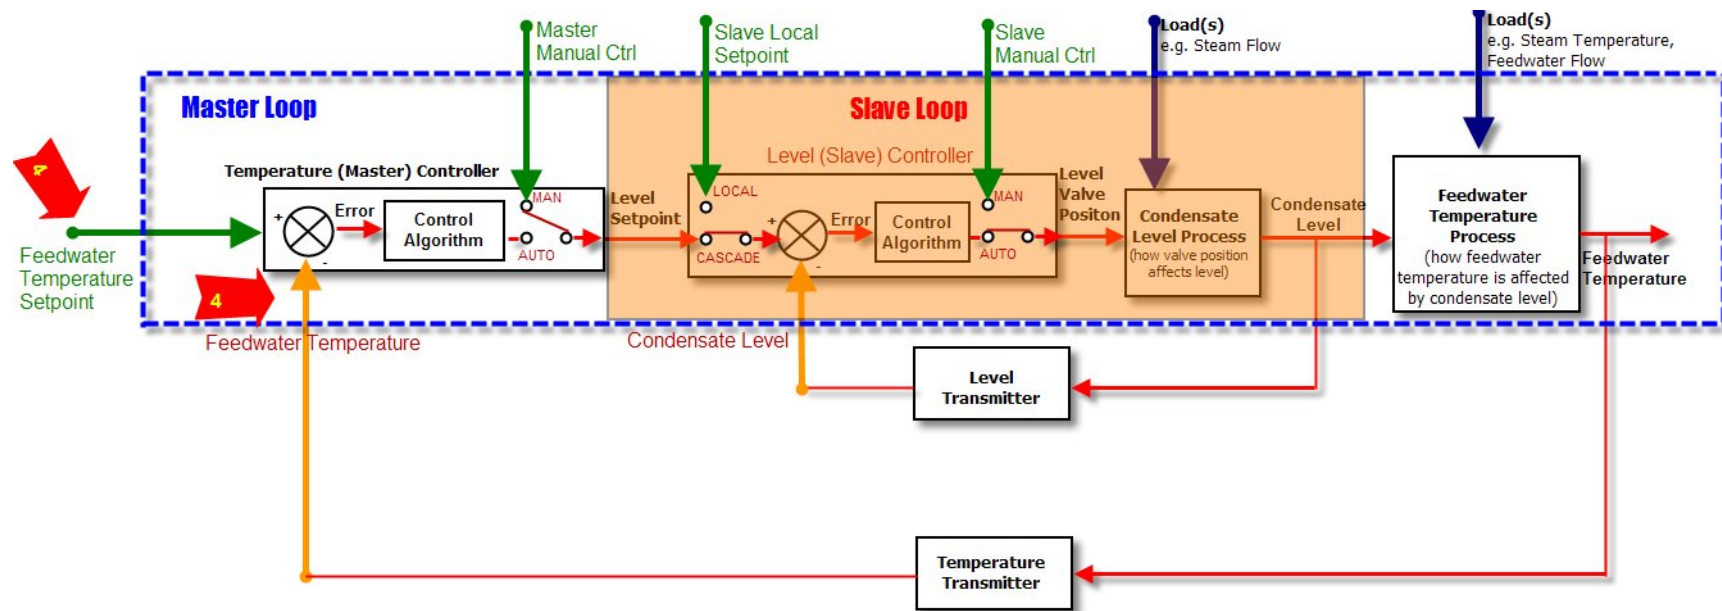 Master
Manual Ctrl
Slave Local
Setpoint
Slave
Manual Ctrl
Load(s)
e.g. Steam Flow
Load(s)
e.g. Steam Temperature,
Feedwater Flow
Master Loop
Slave Loop
4
Temperature (Master) Controller
Level (Slave) Controller
+
Error
Control
Algorithm
MAN
AUTO
-
Level
Setpoint
LOCAL
CASCADE
+
Error
Control
Algorithm
MAN
AUTO
-
Level
Valve
Positon
Condensate
Level Process
(how valve position
affects level)
Condensate
Level
Feedwater
Temperature
Process
(how feedwater
temperature is affected
by condensate level)
Feedwater
Temperature
Feedwater
Temperature
Setpoint
4
Feedwater Temperature
Condensate Level
Level
Transmitter
Temperature
Transmitter